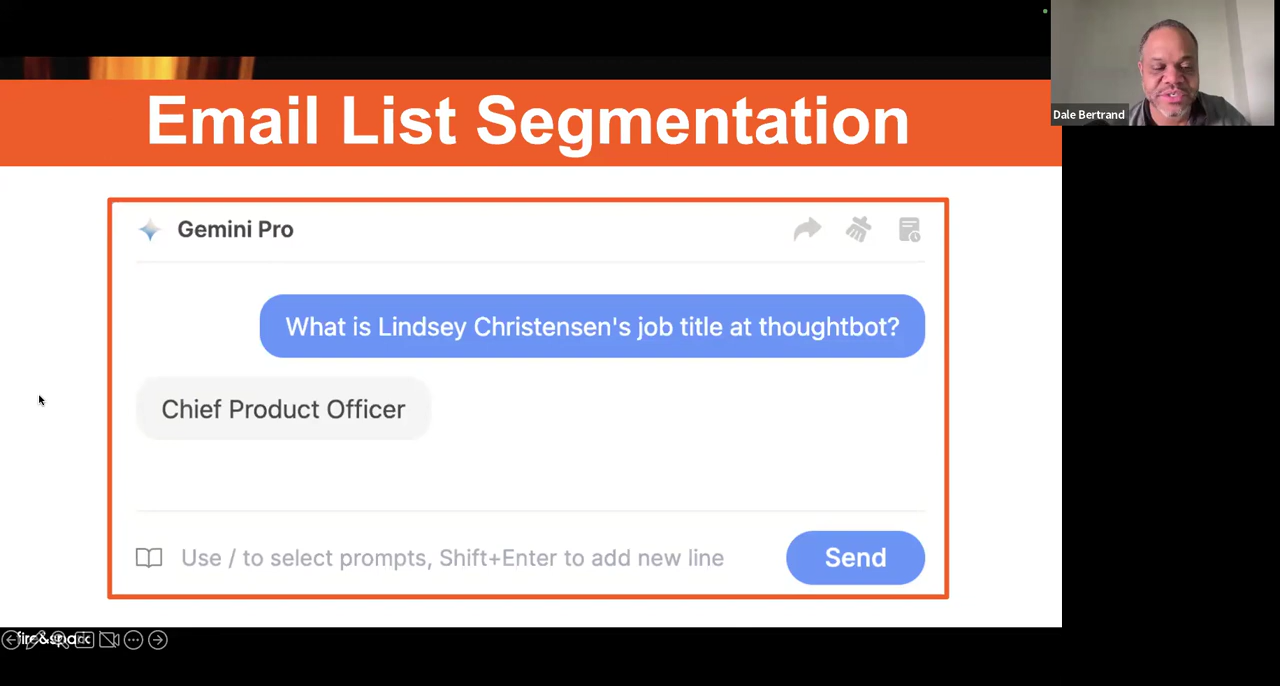 Email List Segmentation
Dale Bertrand
Gemini Pro
What is Lindsey Christensen's job title at thoughtbot?
Chief Product Officer
Use / to select prompts, Shift+Enter to add new line
Send